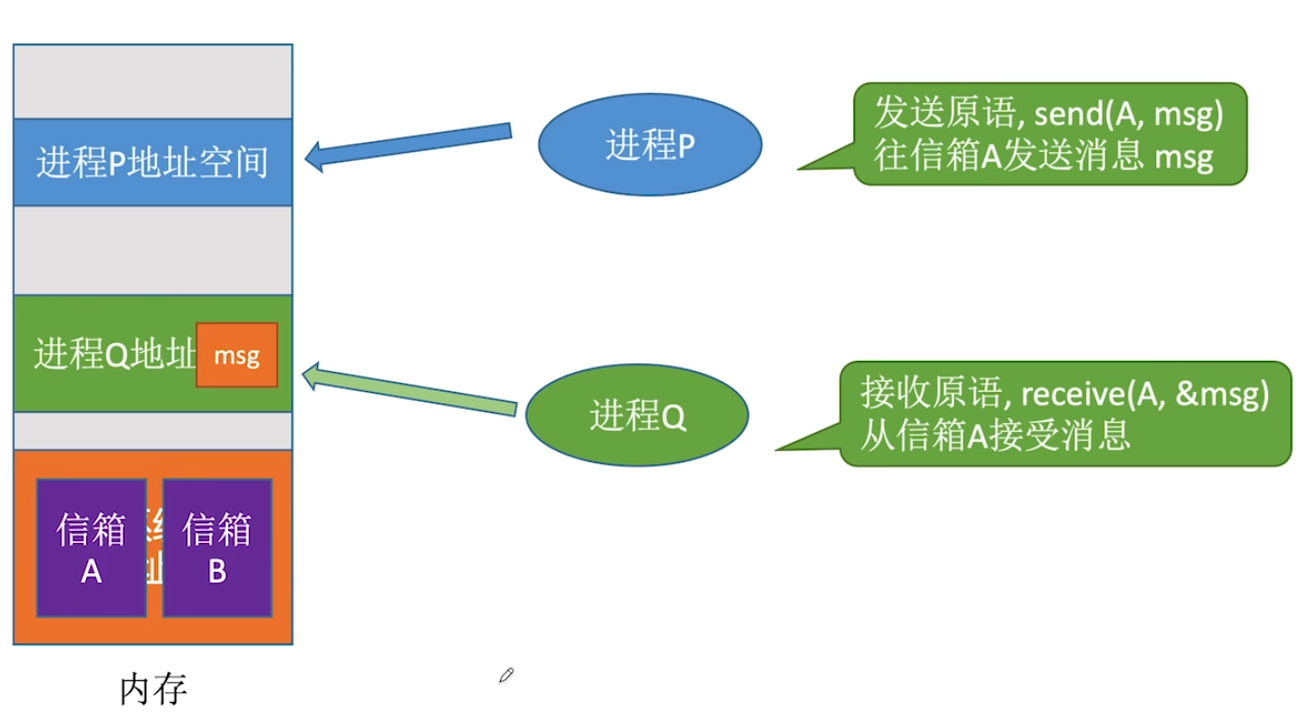 进程P地址空间
进程P
发送原语, send(A, msg)
往信箱A发送消息 msg
进程Q地址
msg
进程Q
接收原语, receive(A, &msg)
从信箱A接受消息
信箱
A
信箱
B
内存